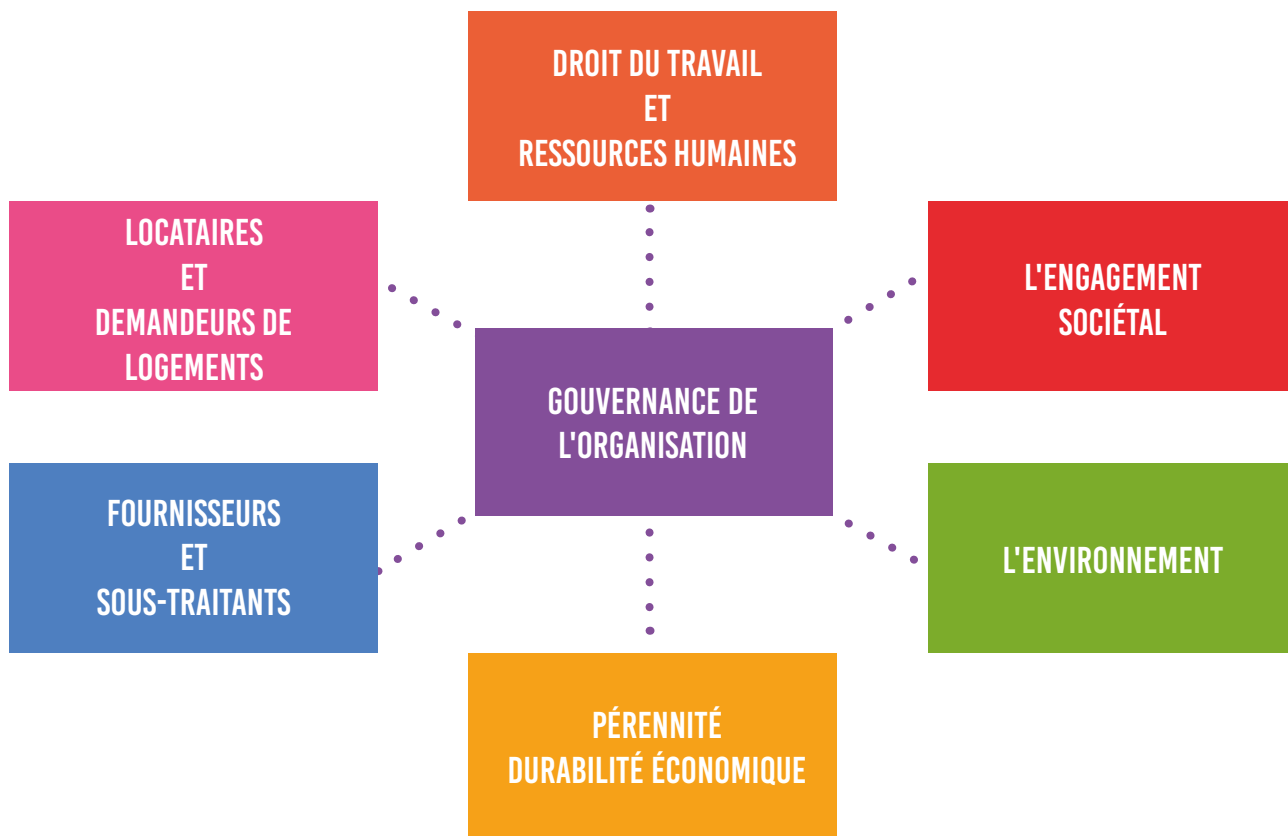 DROIT DU TRAVAIL
ET
RESSOURCES HUMAINES
LOCATAIRES
ET
DEMANDEURS DE
LOGEMENTS
L'ENGAGEMENT
SOCIÉTAL
GOUVERNANCE DE
L'ORGANISATION
FOURNISSEURS
ET
SOUS-TRAITANTS
L'ENVIRONNEMENT
PÉRENNITÉ
DURABILITÉ ÉCONOMIQUE